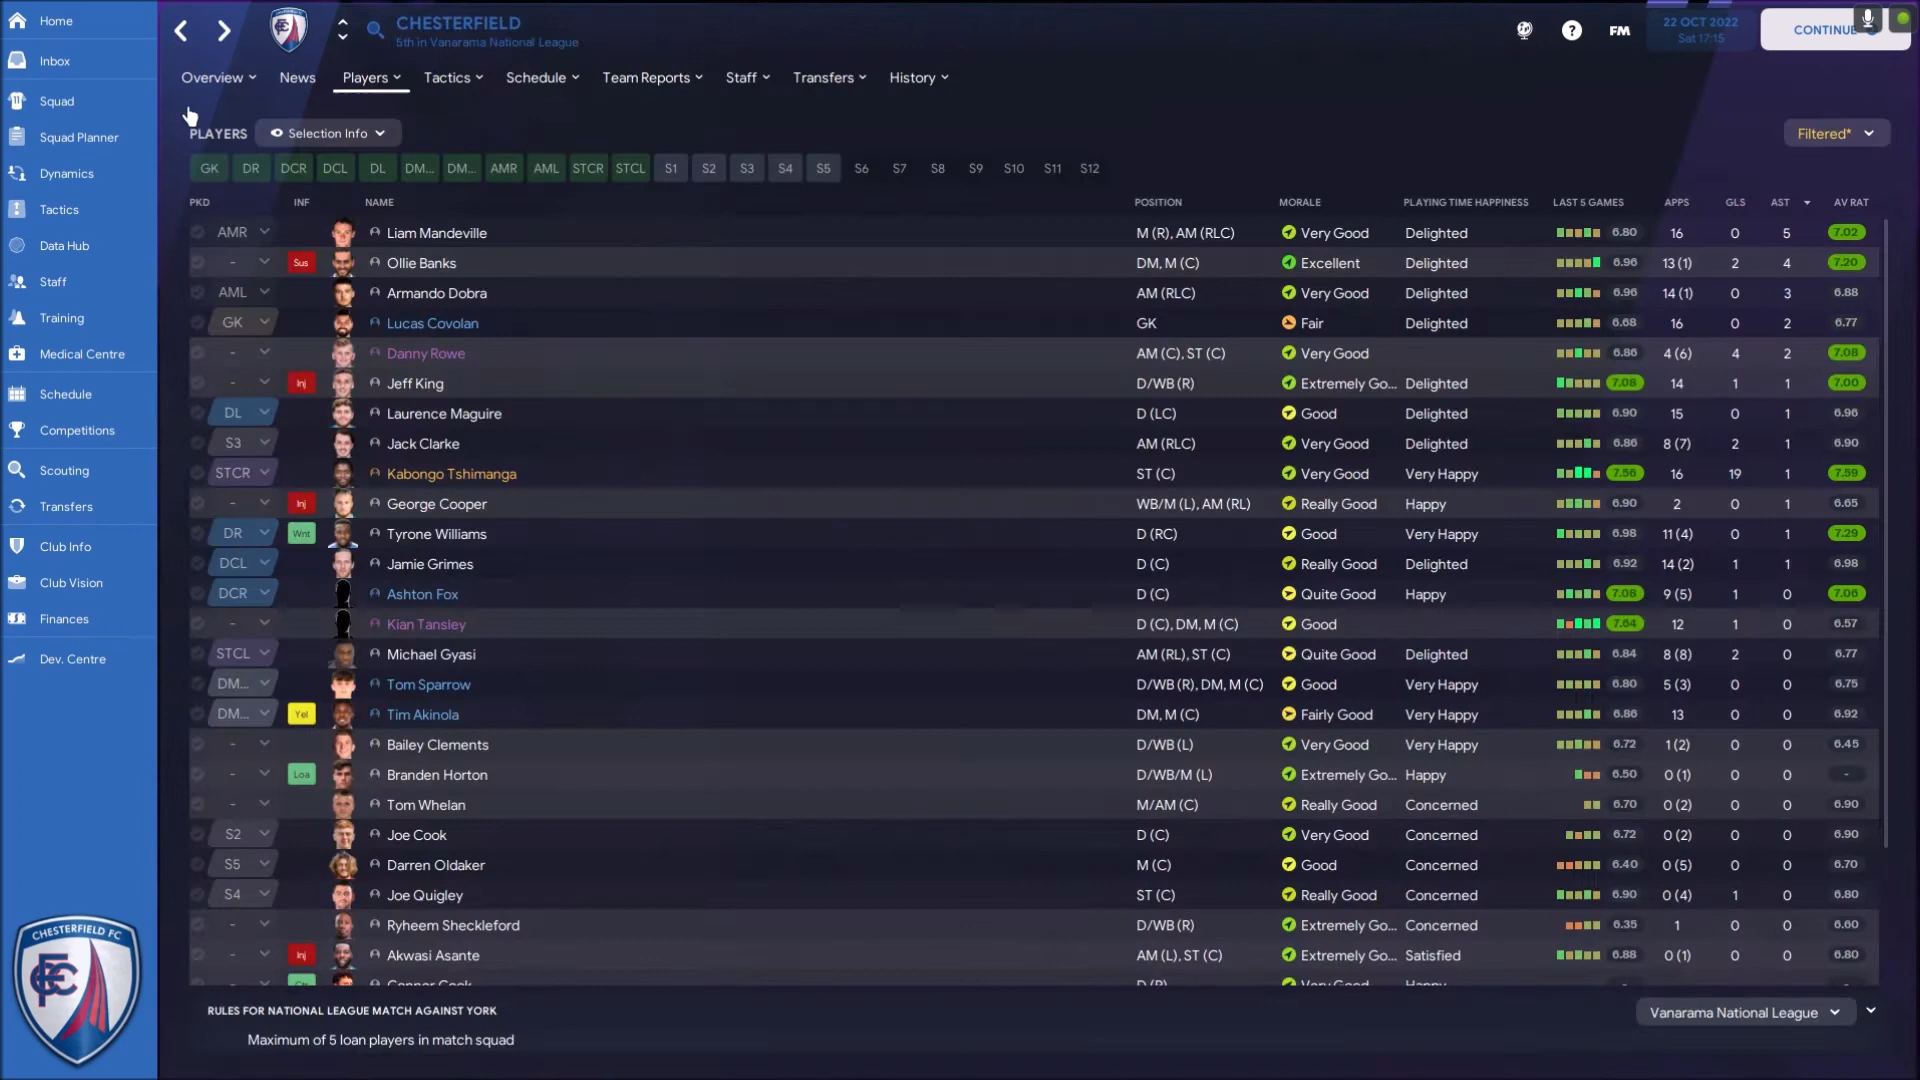 Home
CHESTERFIELD
5th in Vanarama National League
FM
22 OCT 2022
Sat 17:15
CONTINUE
Overview News Players Tactics Schedule Team Reports Staff Transfers History
Inbox
Squad
Squad Planner
Dynamics
Tactics
Data Hub
Staff
Training
Medical Centre
Schedule
Competitions
Scouting
Transfers
Club Info
Club Vision
Finances
Dev. Centre
CHESTERFIELD FC
PLAYERS Selection Info Filtered*
GK DR DCR DCL DL DM... DM... AMR AML STCR STCL S1 S2 S3 S4 S5 S6 S7 S8 S9 S10 S11 S12
PKD INF NAME POSITION MORALE PLAYING TIME HAPPINESS LAST 5 GAMES APPS GLS AST AV RAT
AMR Liam Mandeville M (R), AM (RLC) Very Good Delighted 6.80 16 0 5 7.02
- Sus Ollie Banks DM, M (C) Excellent Delighted 6.96 13 (1) 2 4 7.20
AML Armando Dobra AM (RLC) Very Good Delighted 6.96 14 (1) 0 3 6.88
GK Lucas Covolan GK Fair Delighted 6.68 16 0 2 6.77
- Danny Rowe AM (C), ST (C) Very Good 6.86 4 (6) 4 2 7.08
- Inj Jeff King D/WB (R) Extremely Go... Delighted 7.08 14 1 1 7.00
DL Laurence Maguire D (LC) Good Delighted 6.90 15 0 1 6.96
S3 Jack Clarke AM (RLC) Very Good Delighted 6.86 8 (7) 2 1 6.90
STCR Kabongo Tshimanga ST (C) Very Good Very Happy 7.56 16 19 1 7.59
- Inj George Cooper WB/M (L), AM (RL) Really Good Happy 6.90 2 0 1 6.65
DR Wnt Tyrone Williams D (RC) Good Very Happy 6.98 11 (4) 0 1 7.29
DCL Jamie Grimes D (C) Really Good Delighted 6.92 14 (2) 1 1 6.98
DCR Ashton Fox D (C) Quite Good Happy 7.08 9 (5) 1 0 7.06
- Kian Tansley D (C), DM, M (C) Good 7.64 12 1 0 6.57
STCL Michael Gyasi AM (RL), ST (C) Quite Good Delighted 6.84 8 (8) 2 0 6.77
DM... Tom Sparrow D/WB (R), DM, M (C) Good Very Happy 6.80 5 (3) 0 0 6.75
DM... Yel Tim Akinola DM, M (C) Fairly Good Very Happy 6.86 13 0 0 6.92
- Bailey Clements D/WB (L) Very Good Very Happy 6.72 1 (2) 0 0 6.45
- Loa Branden Horton D/WB/M (L) Extremely Go... Happy 6.50 0 (1) 0 0 -
- Tom Whelan M/AM (C) Really Good Concerned 6.70 0 (2) 0 0 6.90
S2 Joe Cook D (C) Very Good Concerned 6.72 0 (2) 0 0 6.90
S5 Darren Oldaker M (C) Good Concerned 6.40 0 (5) 0 0 6.70
S4 Joe Quigley ST (C) Really Good Concerned 6.90 0 (4) 1 0 6.80
- Ryheem Sheckleford D/WB (R) Extremely Go... Concerned 6.35 1 0 0 6.60
- Inj Akwasi Asante AM (L), ST (C) Extremely Go... Satisfied 6.88 0 (1) 0 0 6.80
RULES FOR NATIONAL LEAGUE MATCH AGAINST YORK
Vanarama National League
Maximum of 5 loan players in match squad